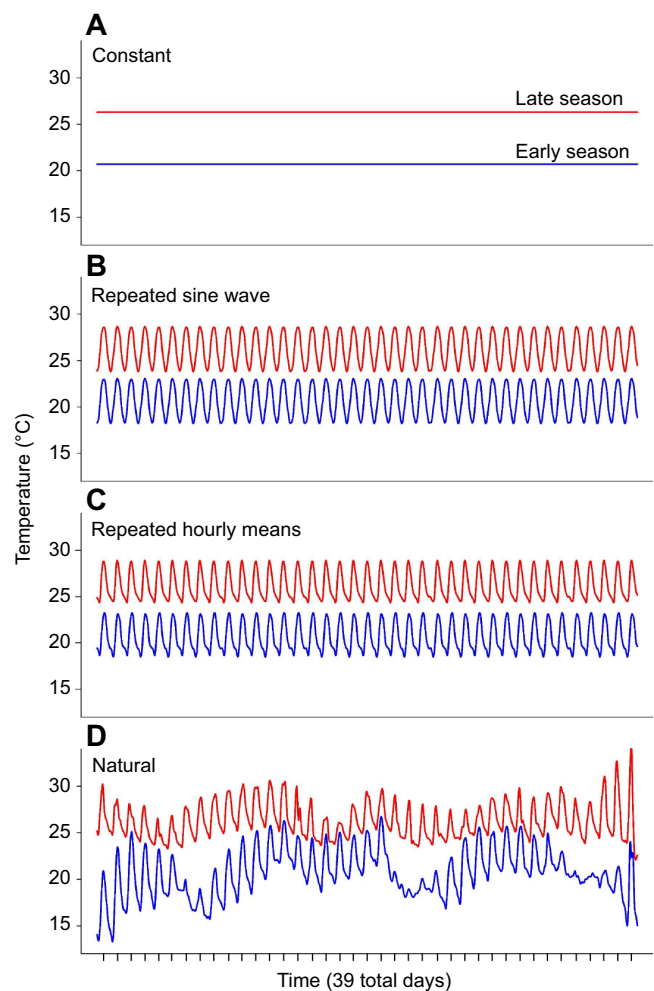 A
Constant
30
25
20
15
Late season
Early season
B
Repeated sine wave
30
25
20
15
C
Repeated hourly means
30
25
20
15
D
Natural
30
25
20
15
Temperature (°C)
Time (39 total days)